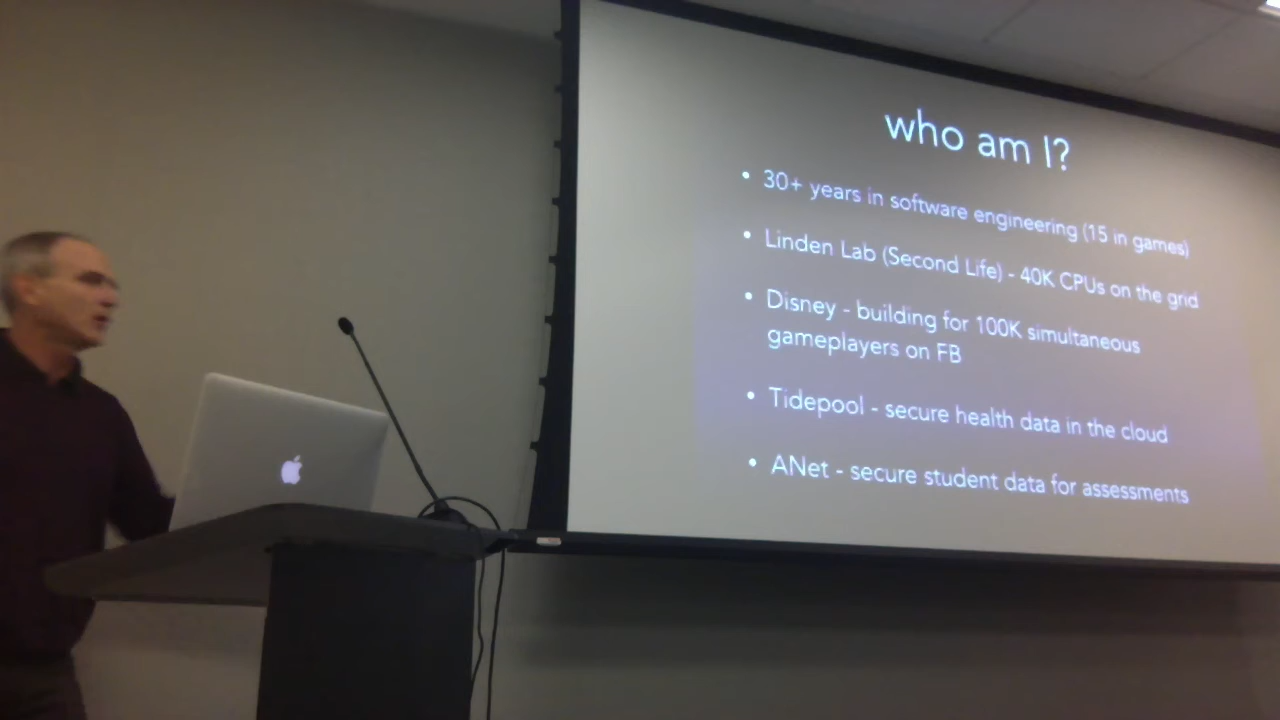 who am I?
• 30+ years in software engineering (15 in games)
• Linden Lab (Second Life) - 40K CPUs on the grid
• Disney - building for 100K simultaneous
gameplayers on FB
• Tidepool - secure health data in the cloud
• ANet - secure student data for assessments